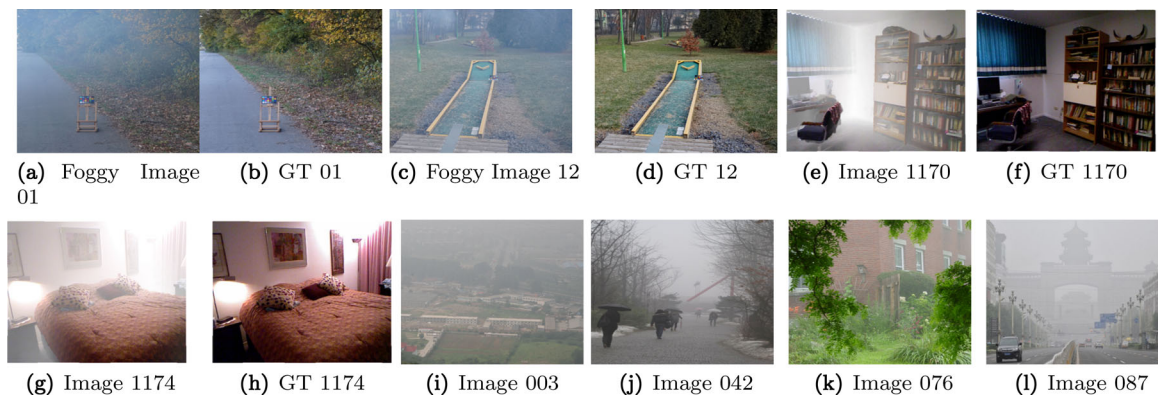 (a) Foggy Image 01
(b) GT 01
(c) Foggy Image 12
(d) GT 12
(e) Image 1170
(f) GT 1170
(g) Image 1174
(h) GT 1174
(i) Image 003
(j) Image 042
(k) Image 076
(l) Image 087